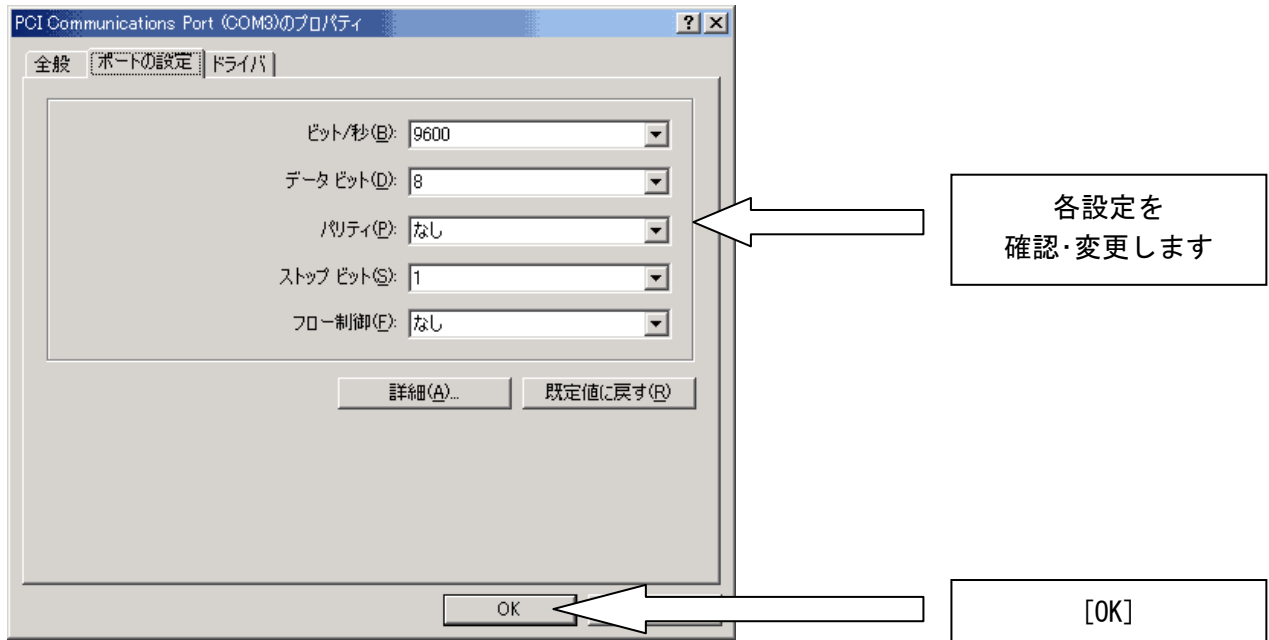 PCI Communications Port (COM3)のプロパティ
全般 ポートの設定 ドライバ
ビット/秒(B): 9600
データ ビット(D): 8
パリティ(P): なし
ストップ ビット(S): 1
フロー制御(F): なし
各設定を
確認･変更します
詳細(A)... 既定値に戻す(R)
OK
[OK]